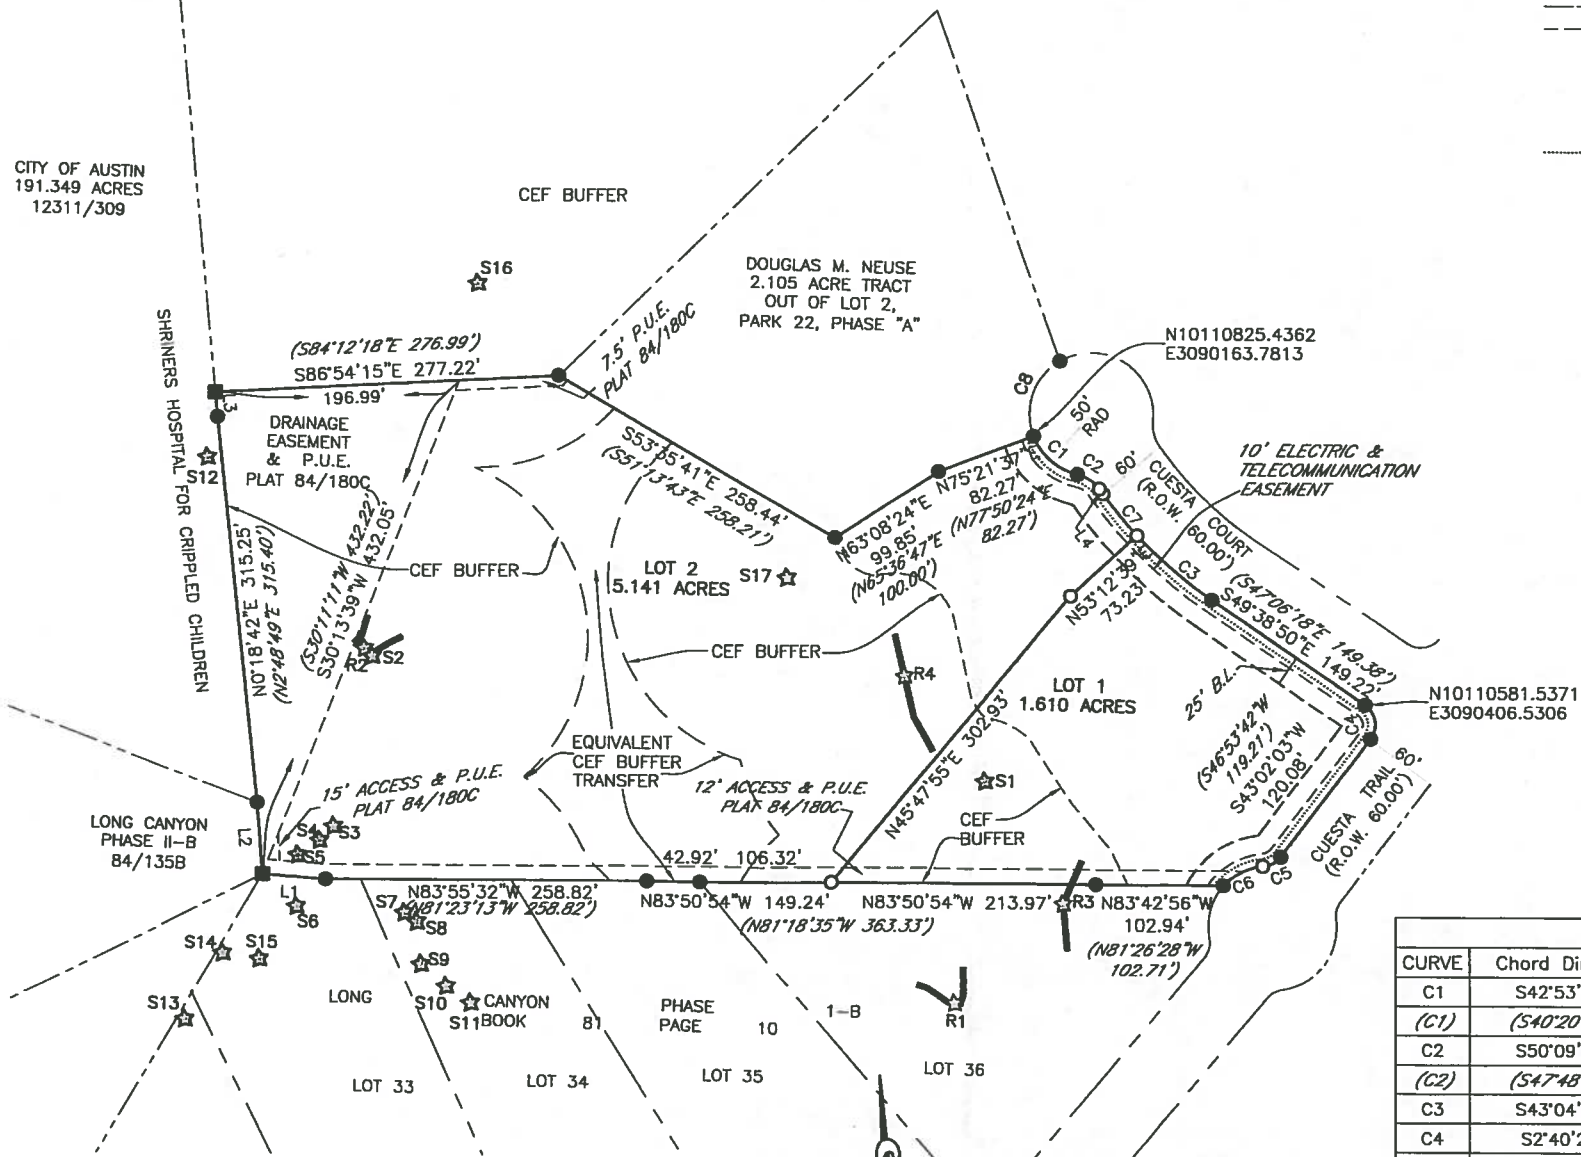 CITY OF AUSTIN
191.349 ACRES
12311/309
CEF BUFFER
S16
DOUGLAS M. NEUSE
2.105 ACRE TRACT
OUT OF LOT 2,
PARK 22, PHASE "A"
N10110825.4362
E3090163.7813
(S84°12'18"E 276.99')
S86°54'15"E 277.22'
196.99'
7.5' P.U.E.
PLAT 84/180C
SHRINERS HOSPITAL FOR CRIPPLED CHILDREN
DRAINAGE
EASEMENT
& P.U.E.
PLAT 84/180C
S12
C8
50'
RAD
C1
C2
60'
CUESTA COURT
(R.O.W. 60.00')
10' ELECTRIC &
TELECOMMUNICATION
EASEMENT
C7
L4
C3
(S51°13'43"E 258.21')
258.44'
N63°08'24"E
99.85'
(N65°36'47"E
100.00')
N75°21'37"
82.27'
(N77°50'24"E
82.27')
N53°12'39"
73.23'
(S47°06'18"E 149.38')
S49°38'50"E 149.22'
N0°18'42"E 315.25'
(N2°48'49"E 315.40')
(S30°11'11"W 432.22')
S30°13'39"W 432.05'
CEF BUFFER
LOT 2
5.141 ACRES
S17
R2
S2
CEF BUFFER
R4
LOT 1
1.610 ACRES
25' B.L.
N10110581.5371
E3090406.5306
(S46°53'42"W
119.21')
S43°02'03"W
120.08'
CUESTA TRAIL 60'
(R.O.W. 60.00')
EQUIVALENT
CEF BUFFER
TRANSFER
15' ACCESS & P.U.E.
PLAT 84/180C
12' ACCESS & P.U.E.
PLAT 84/180C
N45°47'55"E 302.93'
S1
CEF
BUFFER
LONG CANYON
PHASE II-B
84/135B
L2
S4
S3
S5
L1
S6
42.92'
106.32'
N83°55'32"W 258.82'
(N81°23'13"W 258.82')
N83°50'54"W 149.24'
(N81°18'35"W 363.33')
N83°50'54"W 213.97'
R3
N83°42'56"W
102.94'
(N81°26'28"W
102.71')
C6
C5
S7
S8
S14
S15
S9
S10
S11
S13
LONG
CANYON
BOOK
81
PHASE
PAGE
10
1-B
R1
LOT 33
LOT 34
LOT 35
LOT 36
CURVE
C1 S42°53'
(C1) (S40°20
C2 S50°09'
(C2) (S47°48
C3 S43°04'
C4